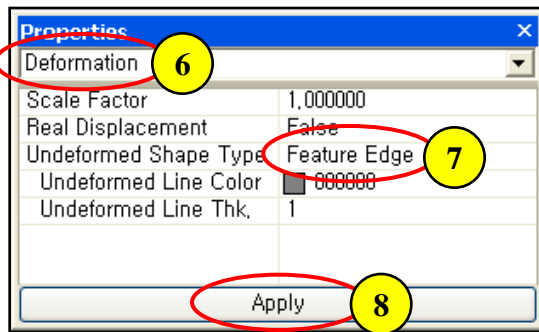 Properties ×
Deformation 6
Scale Factor 1,000000
Real Displacement False
Undeformed Shape Type Feature Edge 7
Undeformed Line Color 000000
Undeformed Line Thk, 1
Apply 8